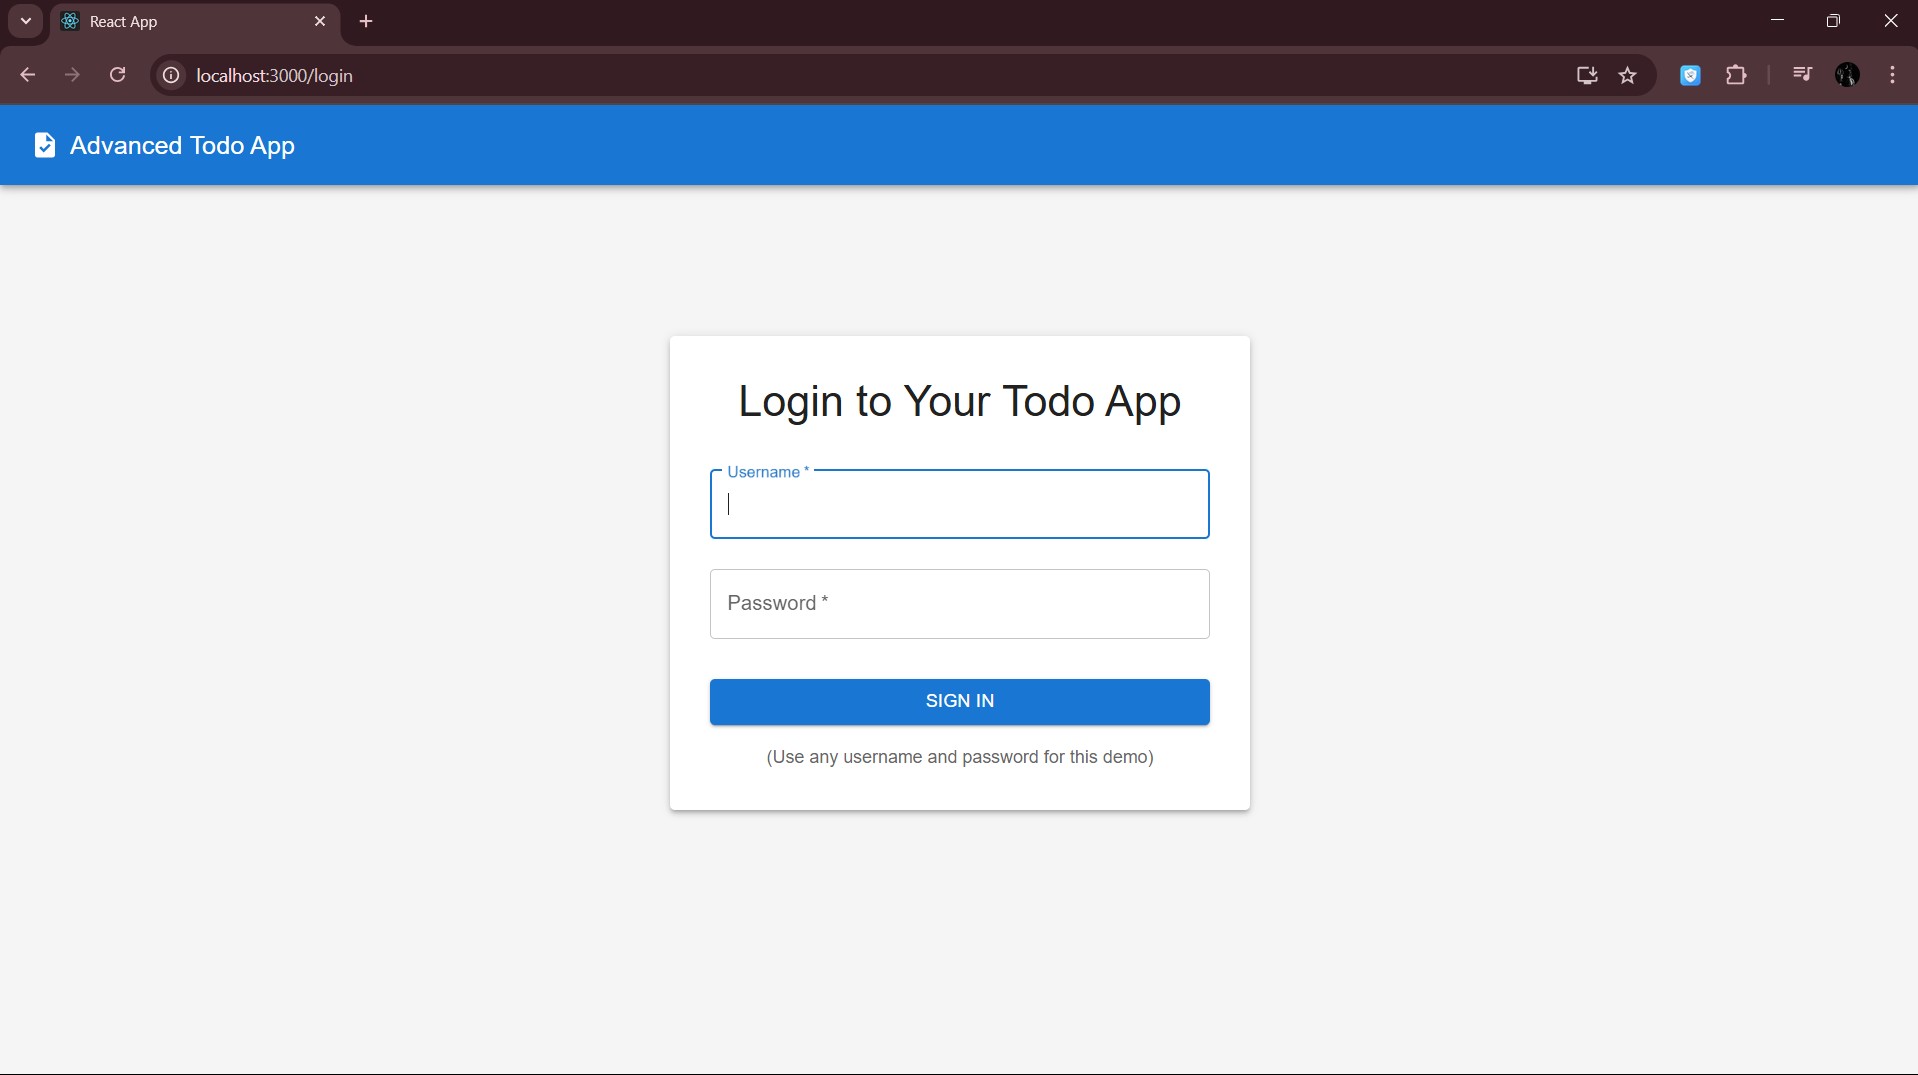 React App
localhost:3000/login
Advanced Todo App
Login to Your Todo App
Username *
Password *
SIGN IN
(Use any username and password for this demo)